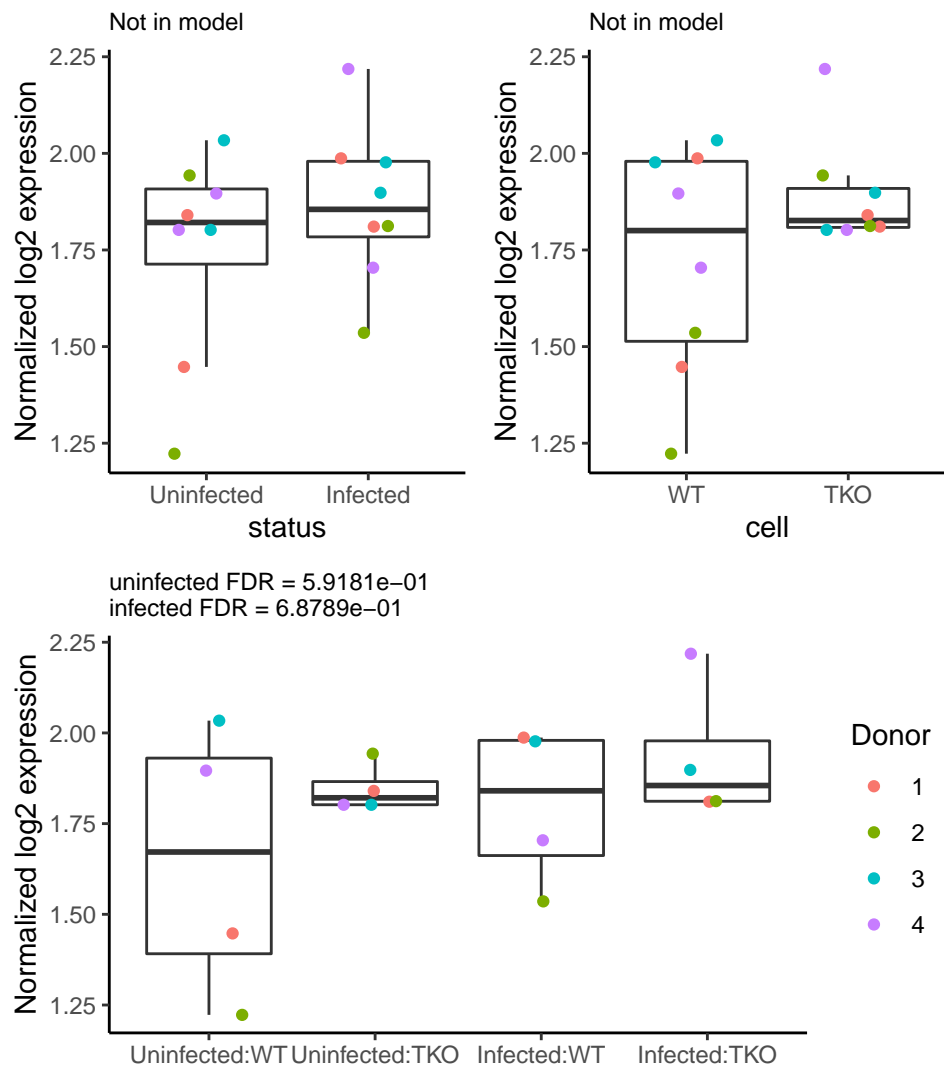 Not in model
Normalized log2 expression
2.25
2.00
1.75
1.50
1.25
Uninfected Infected
status
Not in model
Normalized log2 expression
2.25
2.00
1.75
1.50
1.25
WT TKO
cell
uninfected FDR = 5.9181e−01
infected FDR = 6.8789e−01
Normalized log2 expression
2.25
2.00
1.75
1.50
1.25
Uninfected:WT Uninfected:TKO Infected:WT Infected:TKO
Donor
1
2
3
4